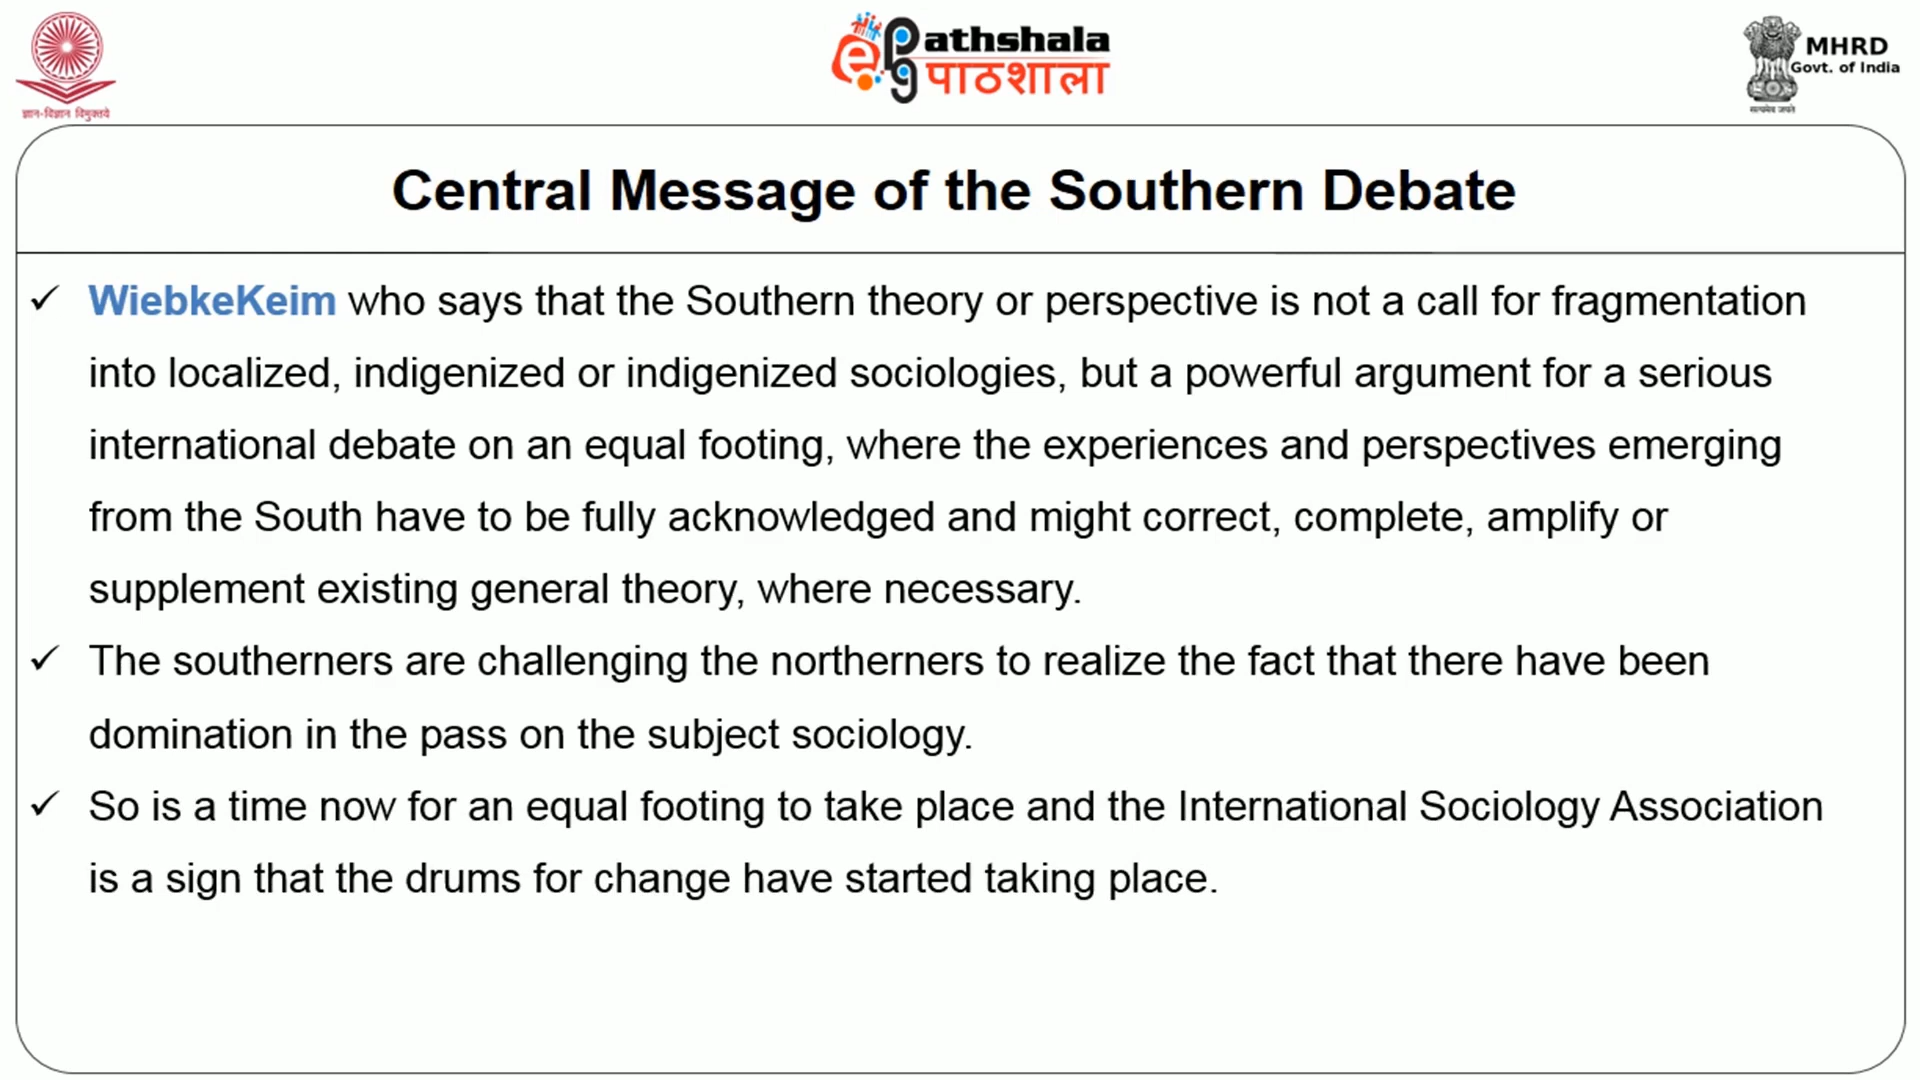 ज्ञान-विज्ञान विमुक्तये
e pg Pathshala
पाठशाला
MHRD
Govt. of India
सत्यमेव जयते
Central Message of the Southern Debate
✓ WiebkeKeim who says that the Southern theory or perspective is not a call for fragmentation
into localized, indigenized or indigenized sociologies, but a powerful argument for a serious
international debate on an equal footing, where the experiences and perspectives emerging
from the South have to be fully acknowledged and might correct, complete, amplify or
supplement existing general theory, where necessary.
✓ The southerners are challenging the northerners to realize the fact that there have been
domination in the pass on the subject sociology.
✓ So is a time now for an equal footing to take place and the International Sociology Association
is a sign that the drums for change have started taking place.